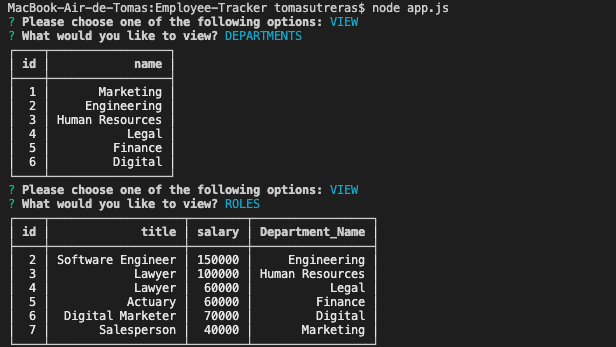 MacBook-Air-de-Tomas:Employee-Tracker tomasutreras$ node app.js
? Please choose one of the following options: VIEW
? What would you like to view? DEPARTMENTS
id name
1 Marketing
2 Engineering
3 Human Resources
4 Legal
5 Finance
6 Digital
? Please choose one of the following options: VIEW
? What would you like to view? ROLES
id title salary Department_Name
2 Software Engineer 150000 Engineering
3 Lawyer 100000 Human Resources
4 Lawyer 60000 Legal
5 Actuary 60000 Finance
6 Digital Marketer 70000 Digital
7 Salesperson 40000 Marketing